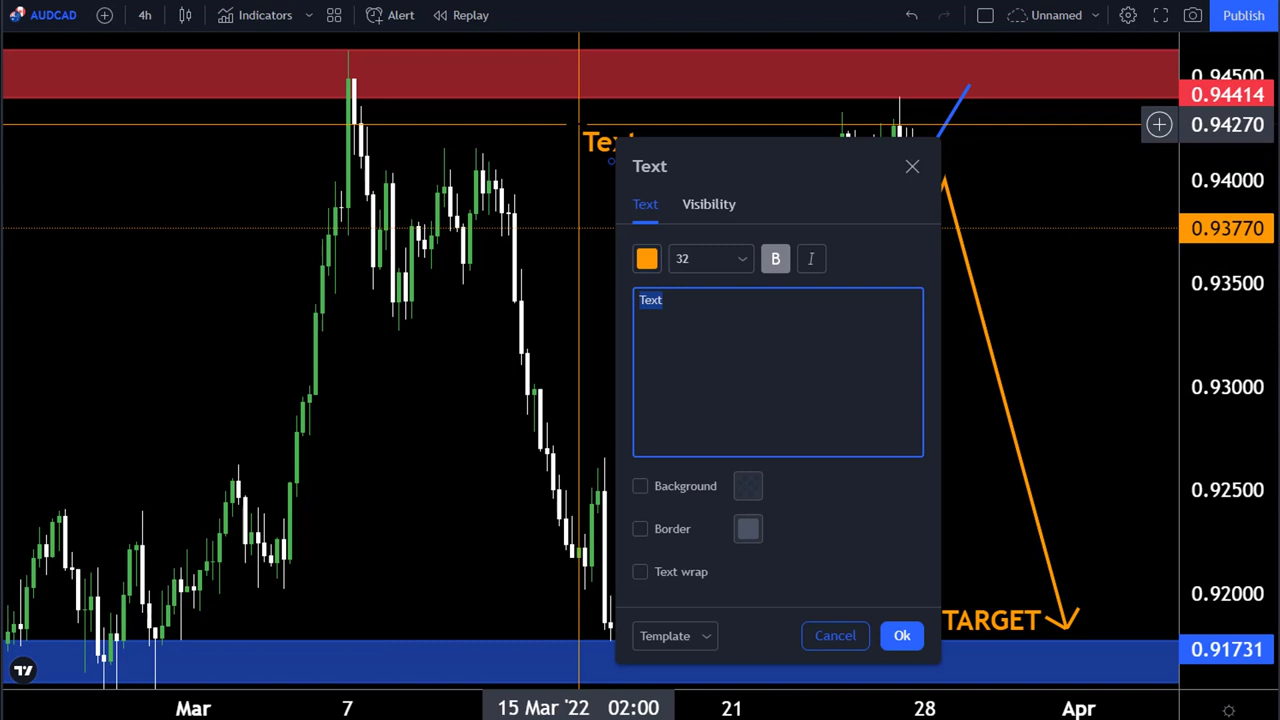 AUDCAD 4h Indicators Alert Replay Unnamed Publish
0.94500
0.94414
0.94270
Text
Text
0.94000
Text Visibility
0.93770
32 B I
0.93500
Text
0.93000
Background
0.92500
Border
Text wrap
0.92000
TARGET
Template Cancel Ok
0.91731
Mar 7 15 Mar '22 02:00 21 28 Apr